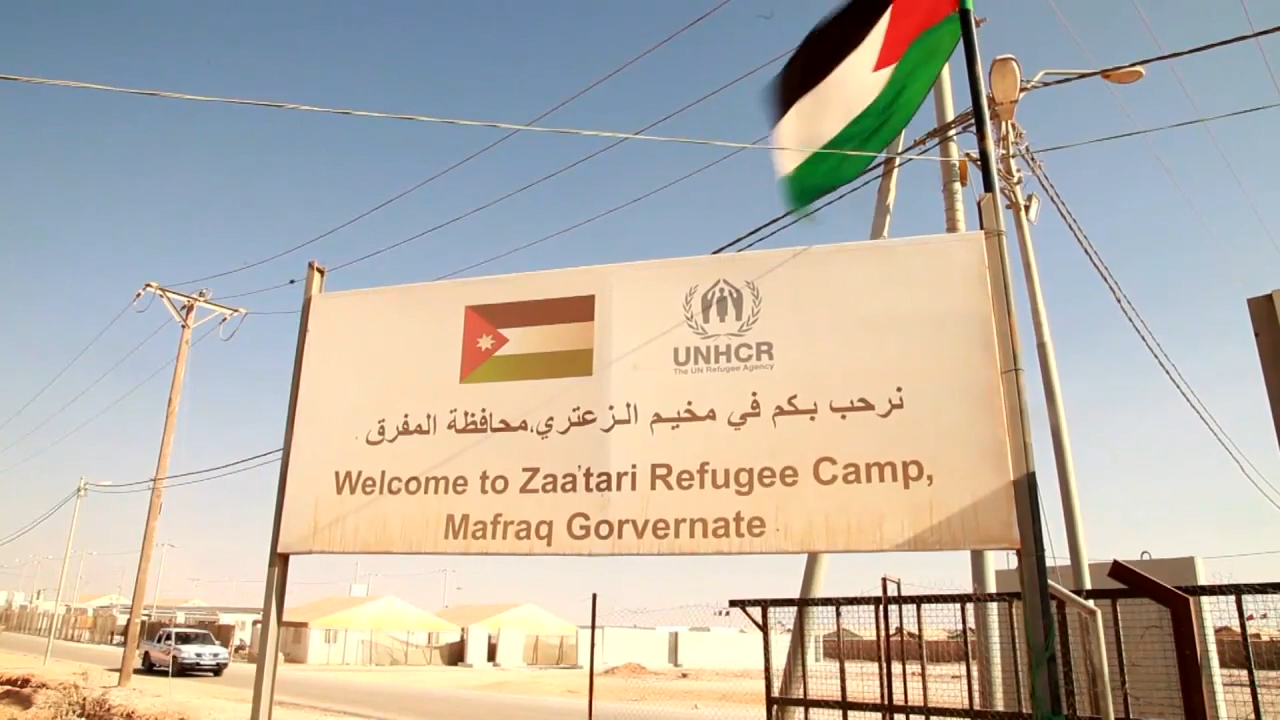 UNHCR
The UN Refugee Agency
نرحب بكم في مخيم الزعتري،محافظة المفرق.
Welcome to Zaa'tari Refugee Camp,
Mafraq Gorvernate